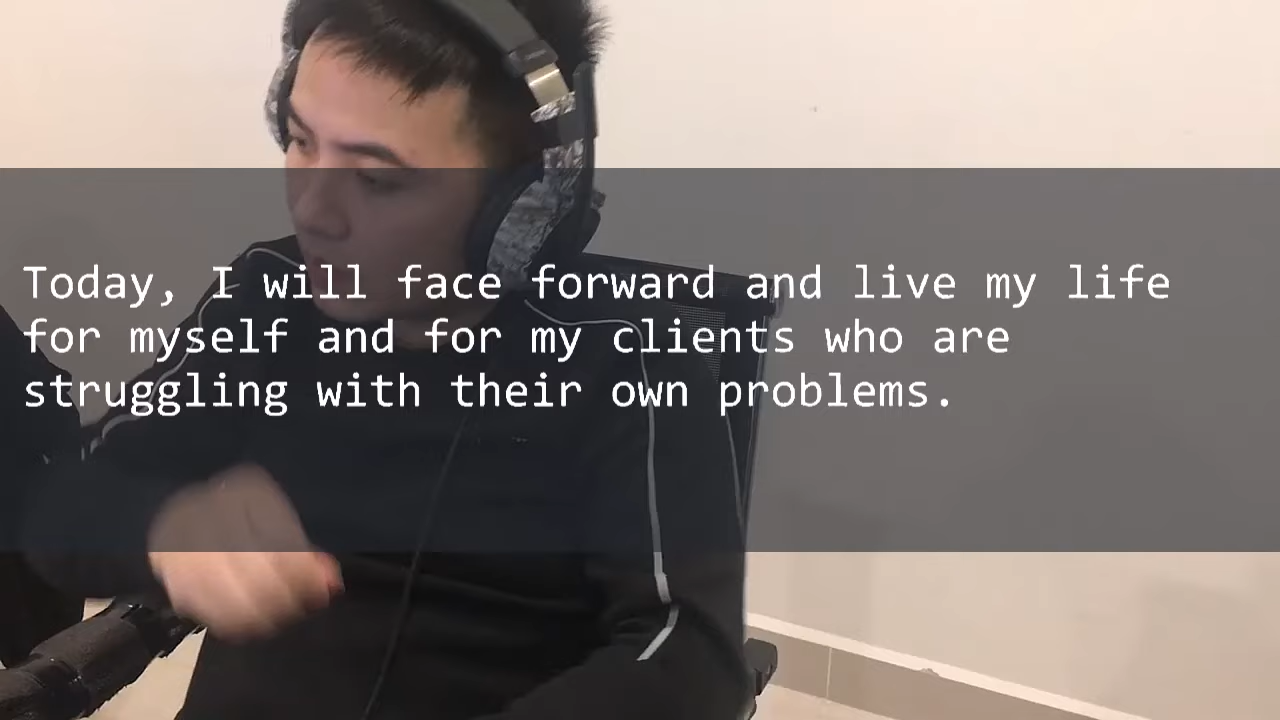 Today, I will face forward and live my life
for myself and for my clients who are
struggling with their own problems.